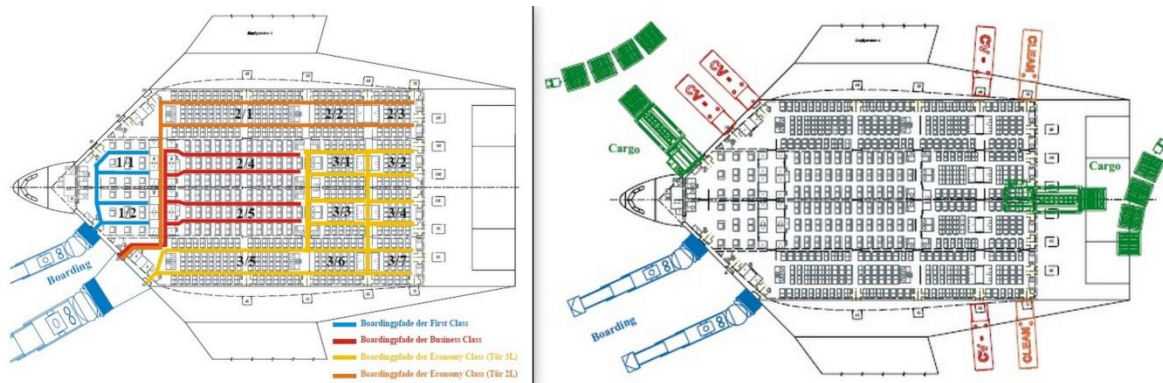 2/1
2/2
2/3
1/1
2/4
3/1
3/2
1/2
2/5
3/3
3/4
3/5
3/6
3/7
Boarding
Boardingpfade der First Class
Boardingpfade der Business Class
Boardingpfade der Economy Class (Tür 3L)
Boardingpfade der Economy Class (Tür 2L)
CV -
CV -
CV -
CLEAN
Cargo
Cargo
Boarding
CV -
CLEAN